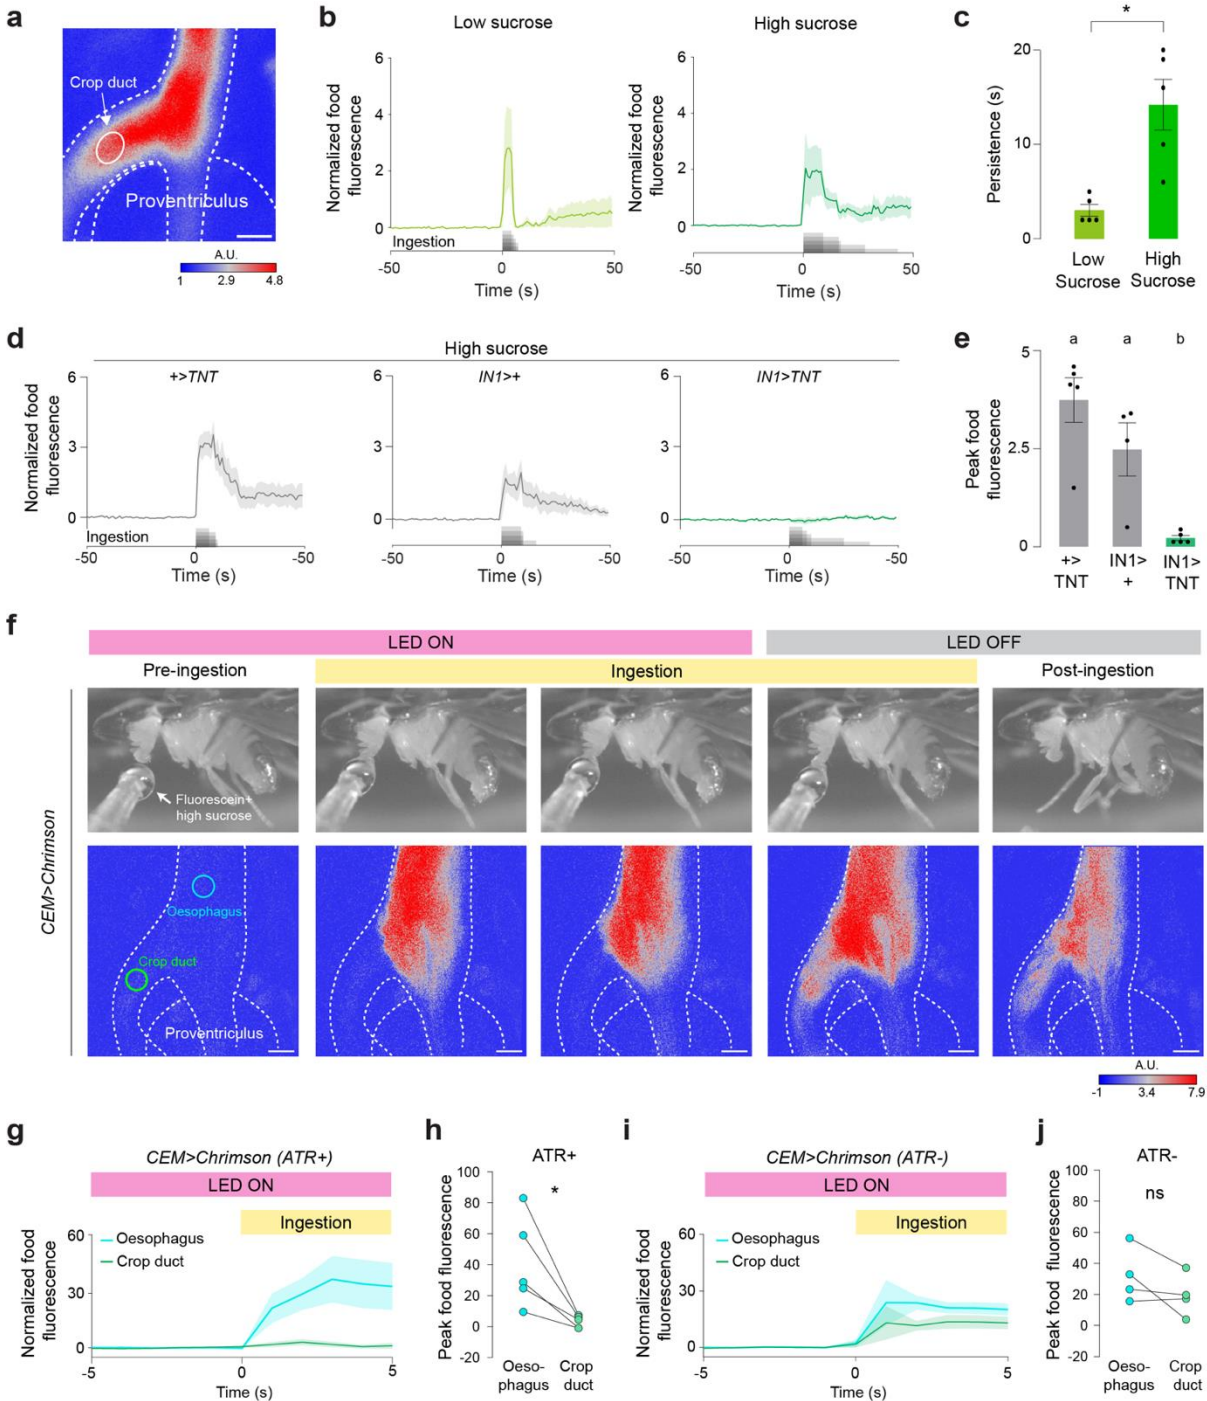 a
Crop duct
Proventriculus
A.U.
1 2.9 4.8
b
Low sucrose
High sucrose
Normalized food
fluorescence
6
4
2
0
Ingestion
-50 0 50
Time (s)
Normalized food
fluorescence
6
4
2
0
-50 0 50
Time (s)
c
*
Persistence (s)
20
10
0
Low
Sucrose
High
Sucrose
d
High sucrose
+>TNT
IN1>+
IN1>TNT
Normalized food
fluorescence
6
3
0
Ingestion
-50 0 -50
Time (s)
6
3
0
-50 0 -50
Time (s)
6
3
0
-50 0 -50
Time (s)
e
a a b
Peak food
fluorescence
5
2.5
0
+>
TNT
IN1>
+
IN1>
TNT
f
LED ON
LED OFF
Pre-ingestion
Ingestion
Post-ingestion
CEM>Chrimson
Fluorescein+
high sucrose
Oesophagus
Crop duct
Proventriculus
A.U.
-1 3.4 7.9
g
CEM>Chrimson (ATR+)
LED ON
Ingestion
Normalized food
fluorescence
60
30
0
Oesophagus
Crop duct
-5 0 5
Time (s)
h
ATR+
*
Peak food fluorescence
100
80
60
40
20
0
-20
Oeso-
phagus
Crop
duct
i
CEM>Chrimson (ATR-)
LED ON
Ingestion
Normalized food
fluorescence
60
30
0
Oesophagus
Crop duct
-5 0 5
Time (s)
j
ATR-
ns
Peak food fluorescence
100
80
60
40
20
0
-20
Oeso-
phagus
Crop
duct